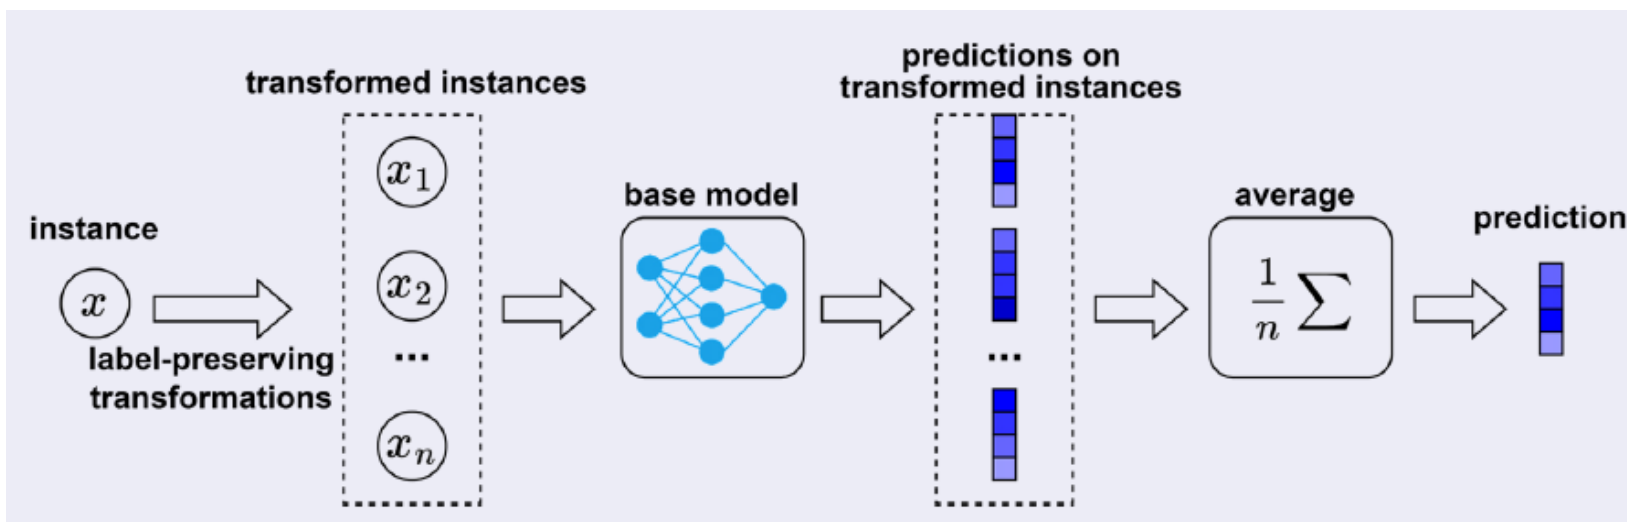 instance
x
label-preserving
transformations
transformed instances
x₁
x₂
...
xₙ
base model
predictions on
transformed instances
...
average
1/n ∑
prediction